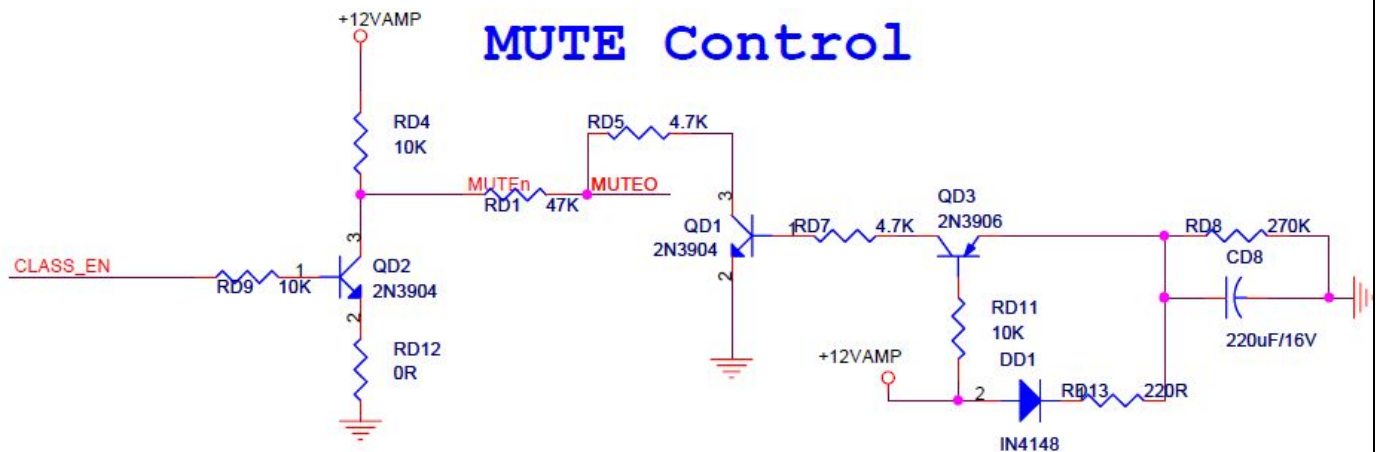 +12VAMP
MUTE Control
RD4
10K
RD5 4.7K
MUTEn
MUTEO
RD1 47K
3
QD1
2N3904
1
RD7 4.7K
QD3
2N3906
RD8 270K
CD8
220uF/16V
CLASS_EN
RD9 10K
1
3
QD2
2N3904
2
2
RD12
0R
RD11
10K
+12VAMP
DD1
2
RD13 220R
IN4148